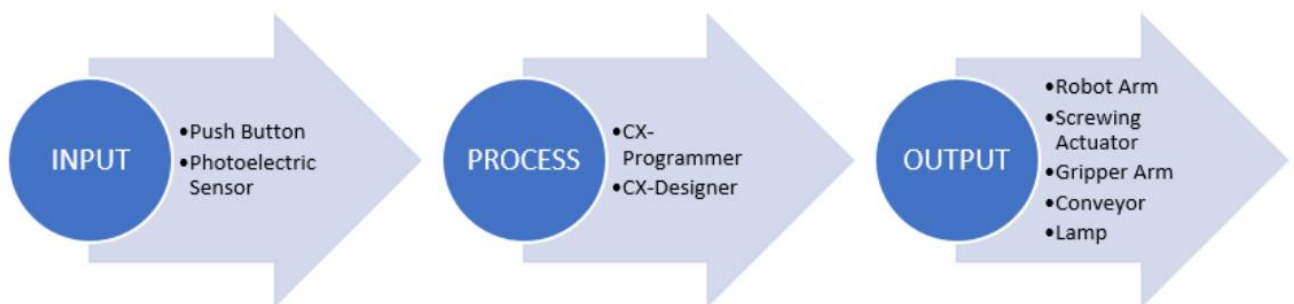 INPUT
•Push Button
•Photoelectric
Sensor
PROCESS
•CX-
Programmer
•CX-Designer
OUTPUT
•Robot Arm
•Screwing
Actuator
•Gripper Arm
•Conveyor
•Lamp